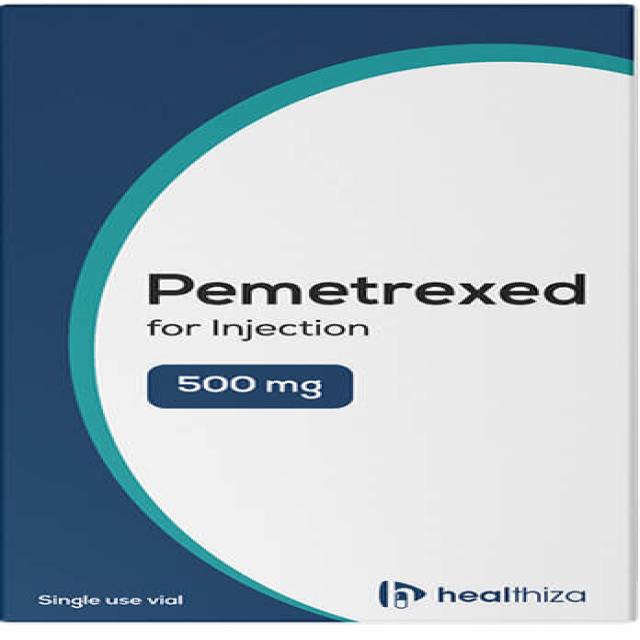 Pemetrexed
for Injection
500 mg
Single use vial
healthiza